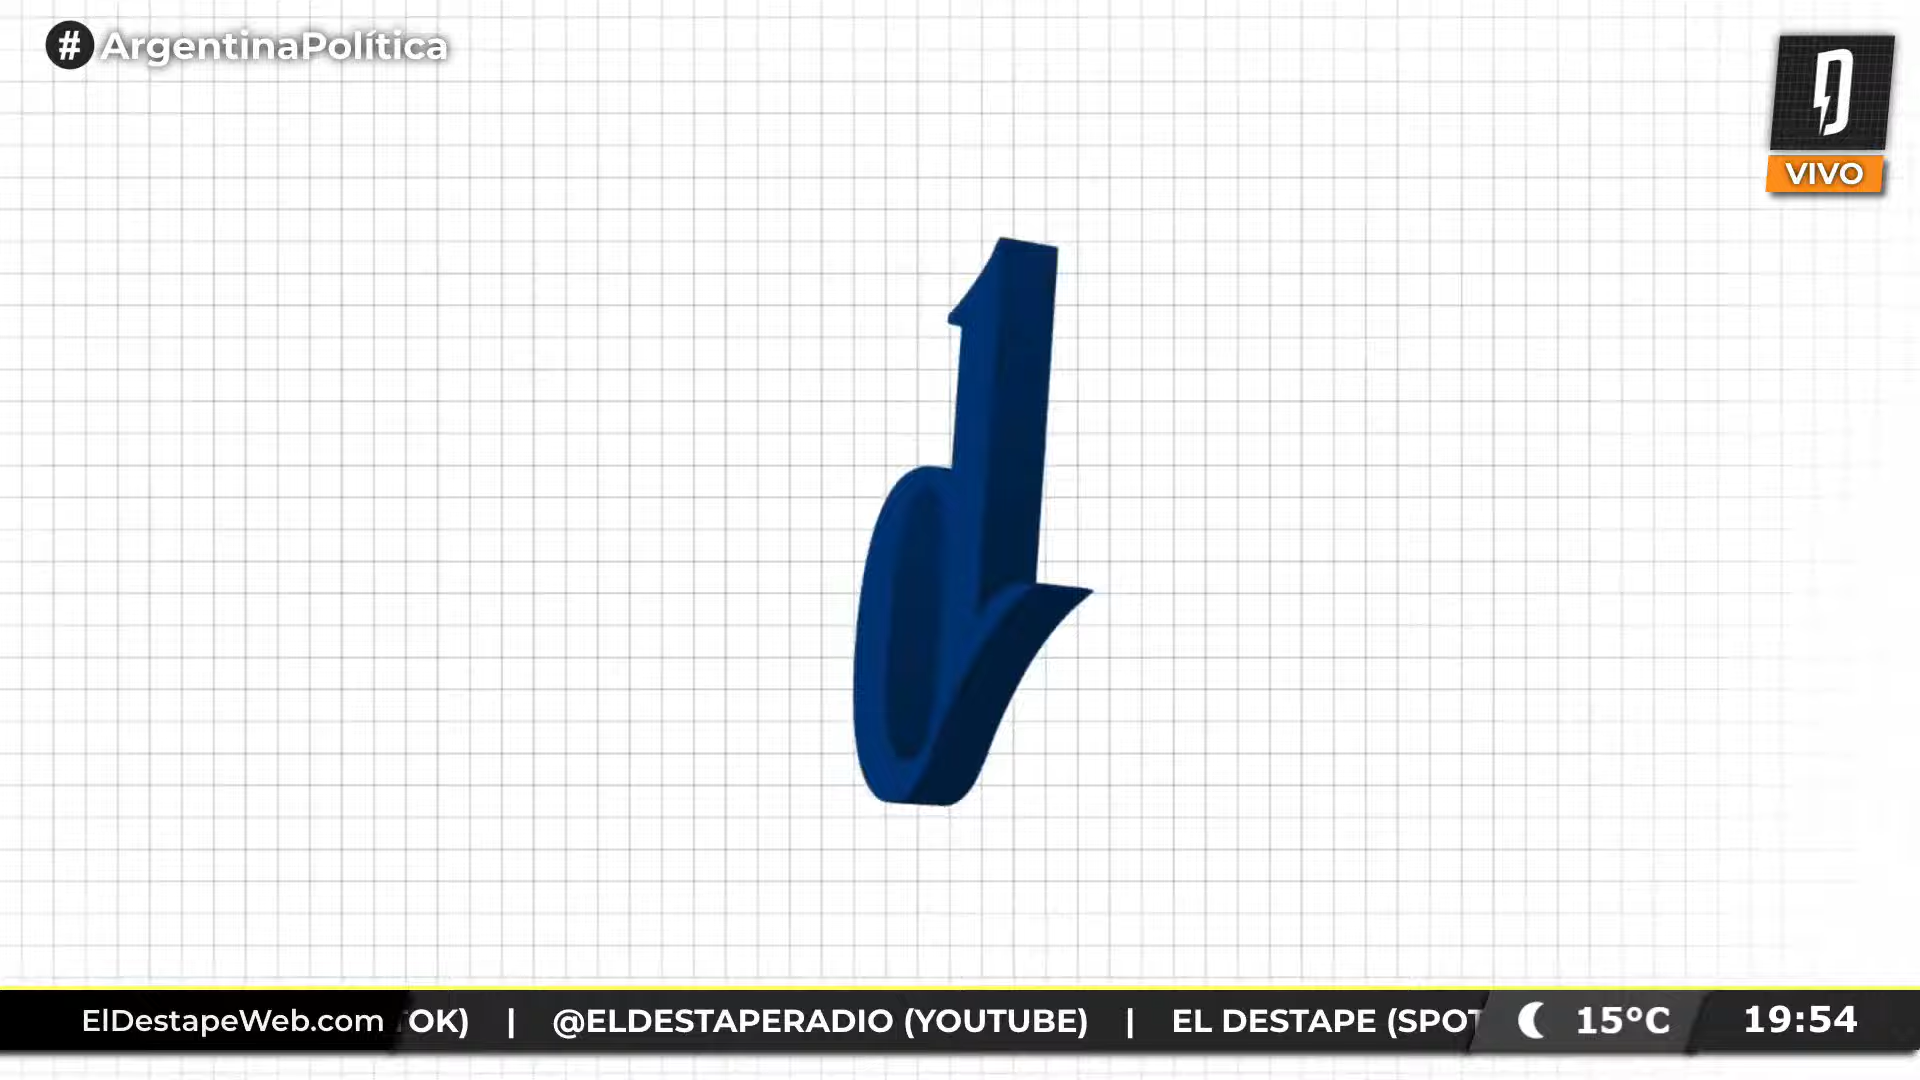 #ArgentinaPolítica
VIVO
ElDestapeWeb.com OK) | @ELDESTAPERADIO (YOUTUBE) | EL DESTAPE (SPOT 15°C 19:54